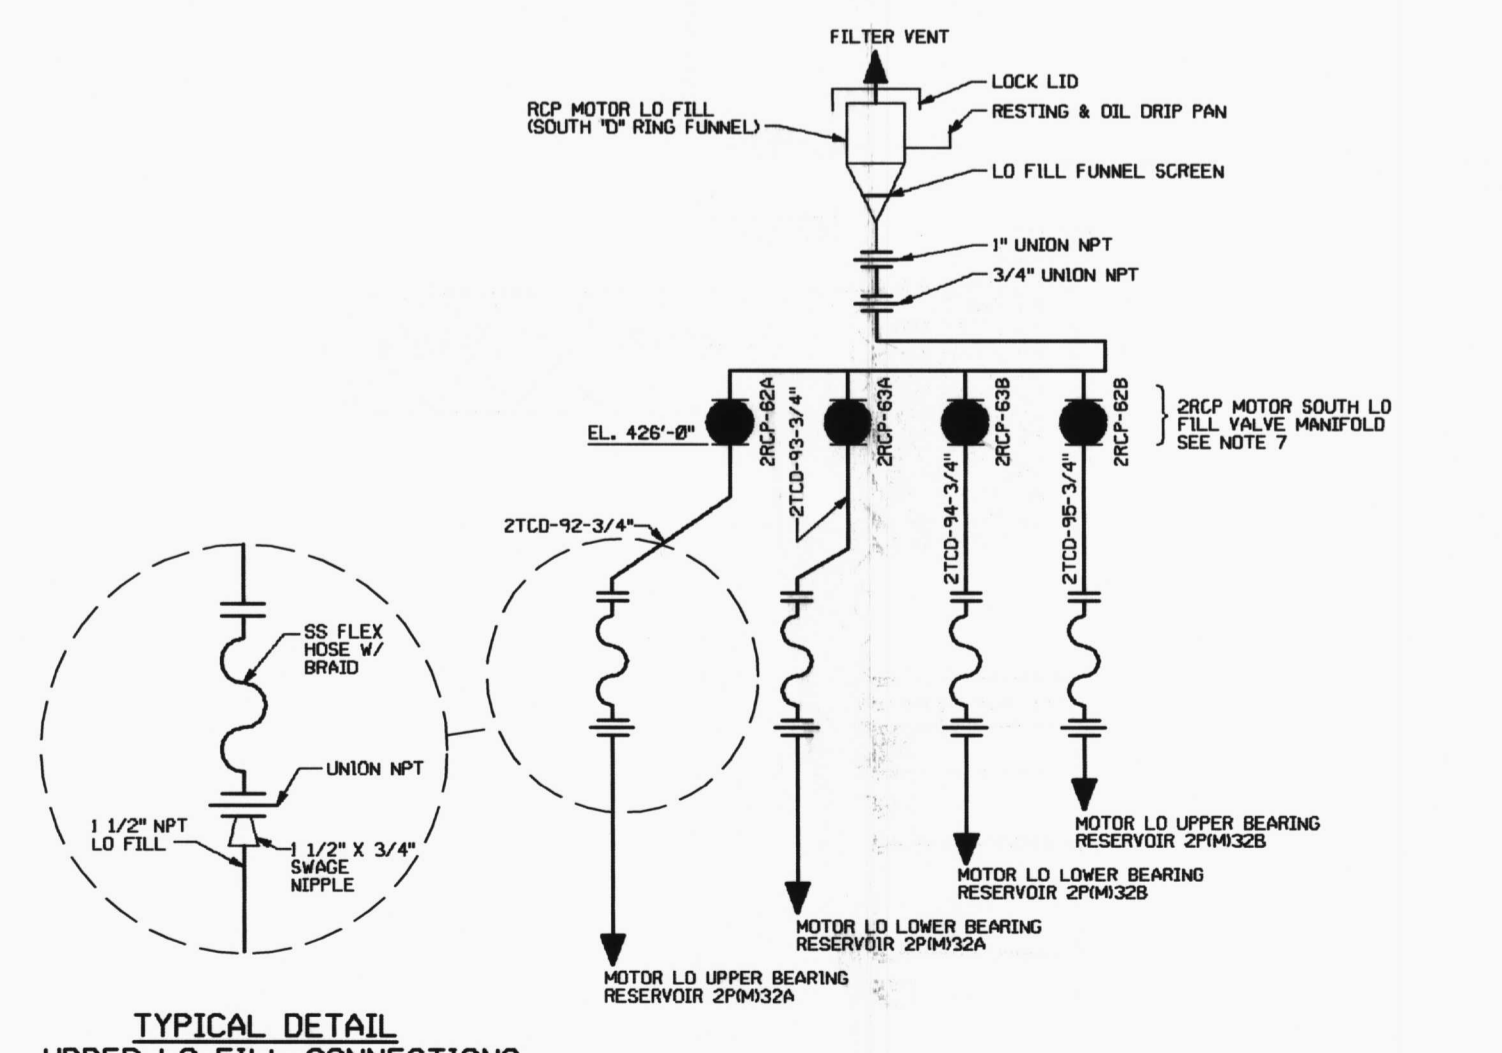 FILTER VENT
LOCK LID
RCP MOTOR LO FILL
(SOUTH "D" RING FUNNEL)
RESTING & OIL DRIP PAN
LO FILL FUNNEL SCREEN
1" UNION NPT
3/4" UNION NPT
2RCP-62A
2TCD-93-3/4"
2RCP-63A
2RCP-63B
2RCP-62B
2RCP MOTOR SOUTH LO
FILL VALVE MANIFOLD
SEE NOTE 7
EL. 426'-0"
2TCD-94-3/4"
2TCD-95-3/4"
2TCD-92-3/4"
SS FLEX
HOSE W/
BRAID
UNION NPT
1 1/2" NPT
LO FILL
1 1/2" X 3/4"
SWAGE
NIPPLE
MOTOR LO UPPER BEARING
RESERVOIR 2P(M)32B
MOTOR LO LOWER BEARING
RESERVOIR 2P(M)32B
MOTOR LO LOWER BEARING
RESERVOIR 2P(M)32A
MOTOR LO UPPER BEARING
RESERVOIR 2P(M)32A
TYPICAL DETAIL
UPPER LO FILL CONNECTIONS